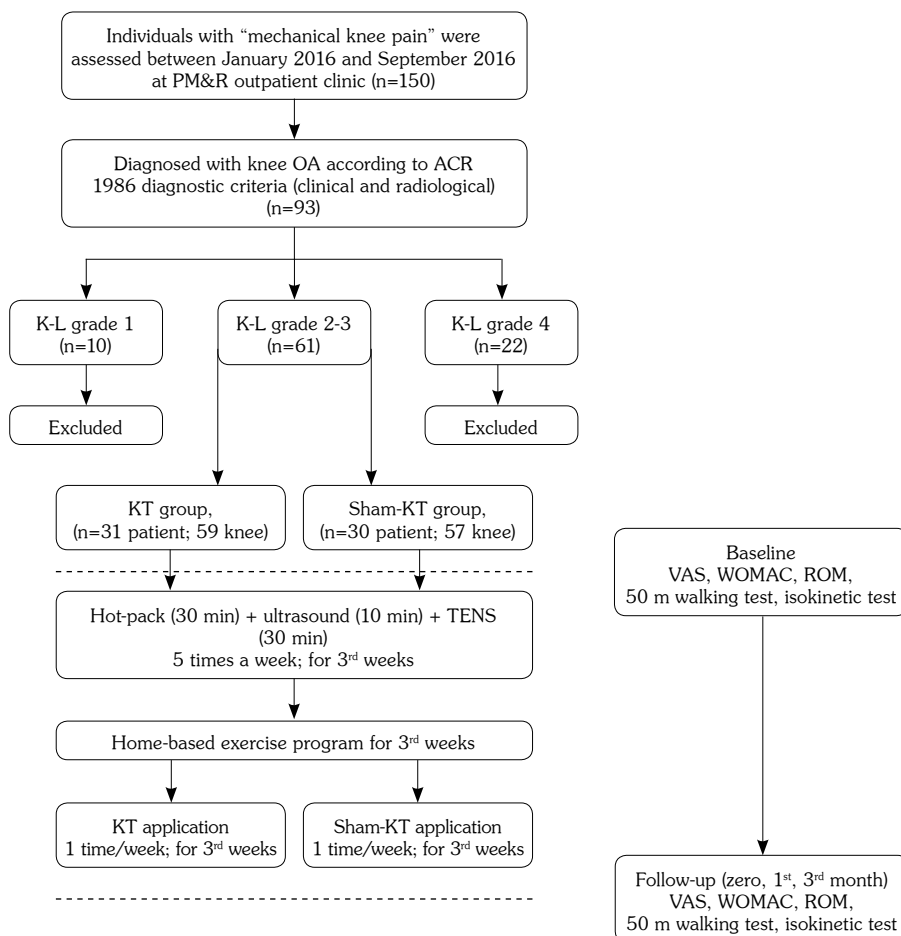 Individuals with “mechanical knee pain” were
assessed between January 2016 and September 2016
at PM&R outpatient clinic (n=150)
Diagnosed with knee OA according to ACR
1986 diagnostic criteria (clinical and radiological)
(n=93)
K-L grade 1
(n=10)
K-L grade 2-3
(n=61)
K-L grade 4
(n=22)
Excluded
Excluded
KT group,
(n=31 patient; 59 knee)
Sham-KT group,
(n=30 patient; 57 knee)
Hot-pack (30 min) + ultrasound (10 min) + TENS
(30 min)
5 times a week; for 3rd weeks
Home-based exercise program for 3rd weeks
KT application
1 time/week; for 3rd weeks
Sham-KT application
1 time/week; for 3rd weeks
Baseline
VAS, WOMAC, ROM,
50 m walking test, isokinetic test
Follow-up (zero, 1st, 3rd month)
VAS, WOMAC, ROM,
50 m walking test, isokinetic test